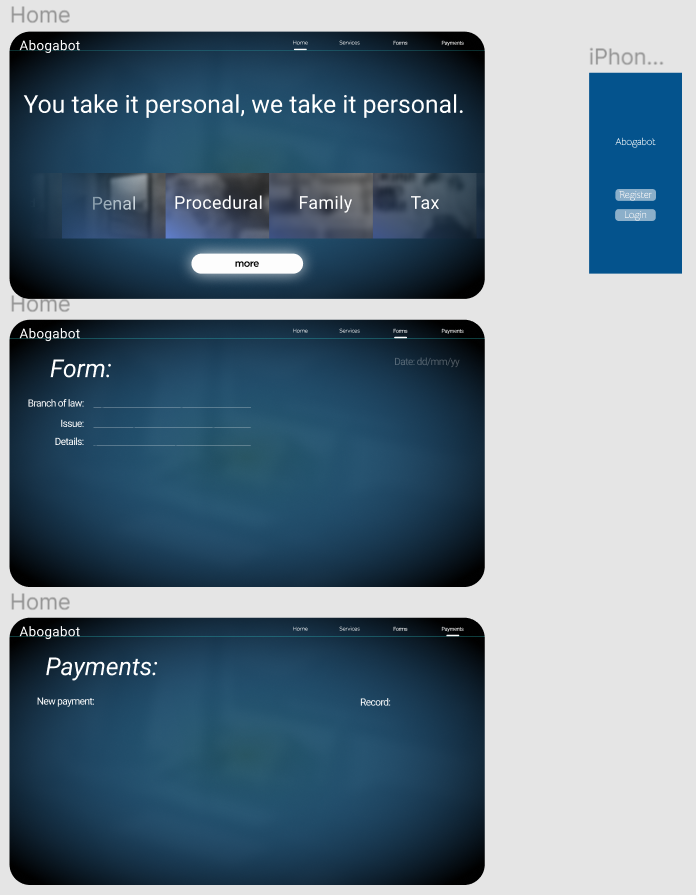 Home
Abogabot
Home Services Forms Payments
You take it personal, we take it personal.
Penal Procedural Family Tax
more
Home
Abogabot
Home Services Forms Payments
Form:
Date: dd/mm/yy
Branch of law:
Issue:
Details:
Home
Abogabot
Home Services Forms Payments
Payments:
New payment:
Record:
iPhon...
Abogabot
Register
Login